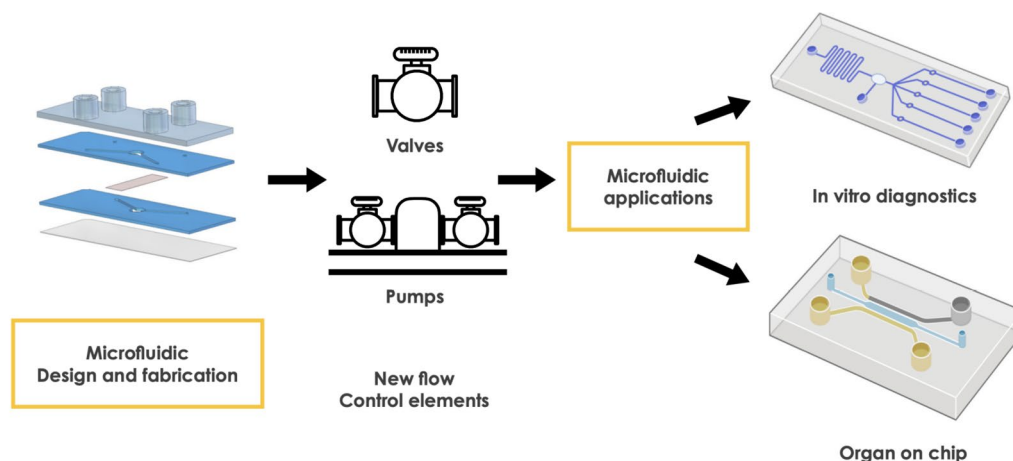 Valves
Pumps
Microfluidic
Design and fabrication
New flow
Control elements
Microfluidic
applications
In vitro diagnostics
Organ on chip